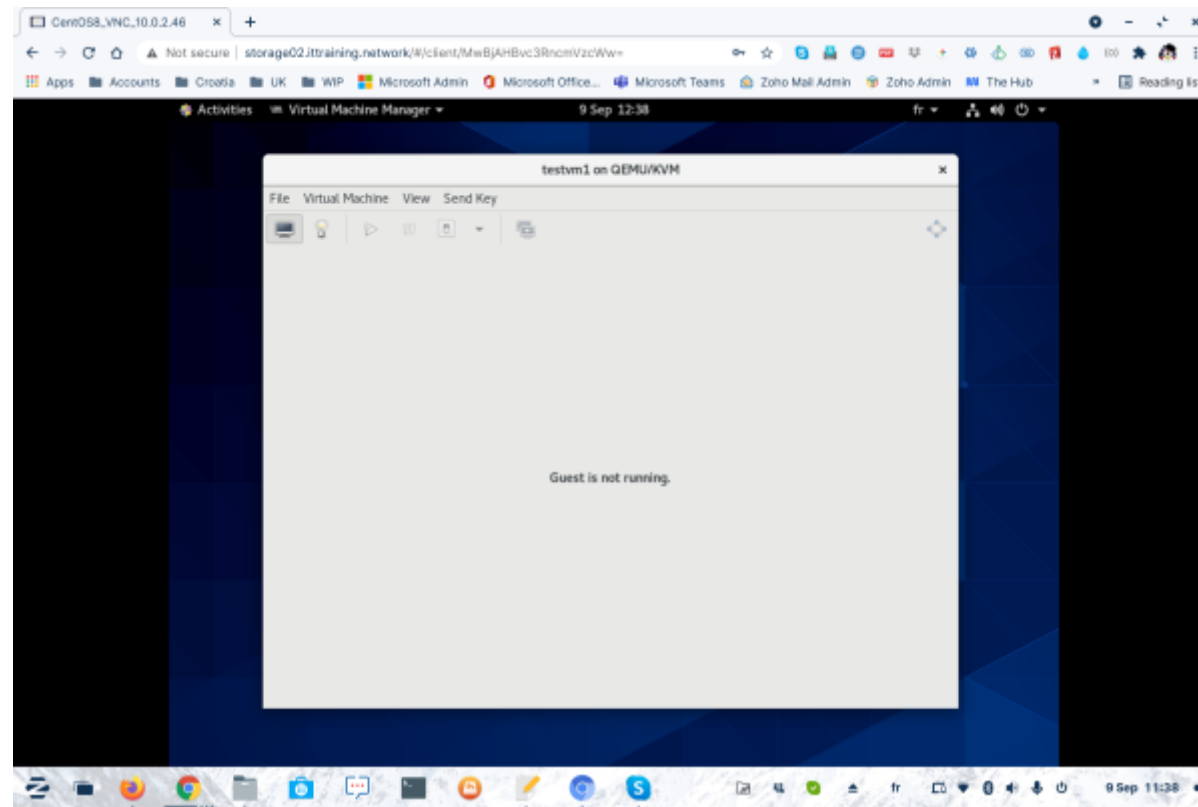 CentOS8_VNC_10.0.2.46
Not secure storage02.ittraining.network/#/client/MwBjAHBvc3RncmVzcWw=
Apps Accounts Croatia UK WIP Microsoft Admin Microsoft Office... Microsoft Teams Zoho Mail Admin Zoho Admin The Hub » Reading lis
Activities Virtual Machine Manager 9 Sep 12:38 fr
testvm1 on QEMU/KVM
File Virtual Machine View Send Key
Guest is not running.
fr 9 Sep 11:38